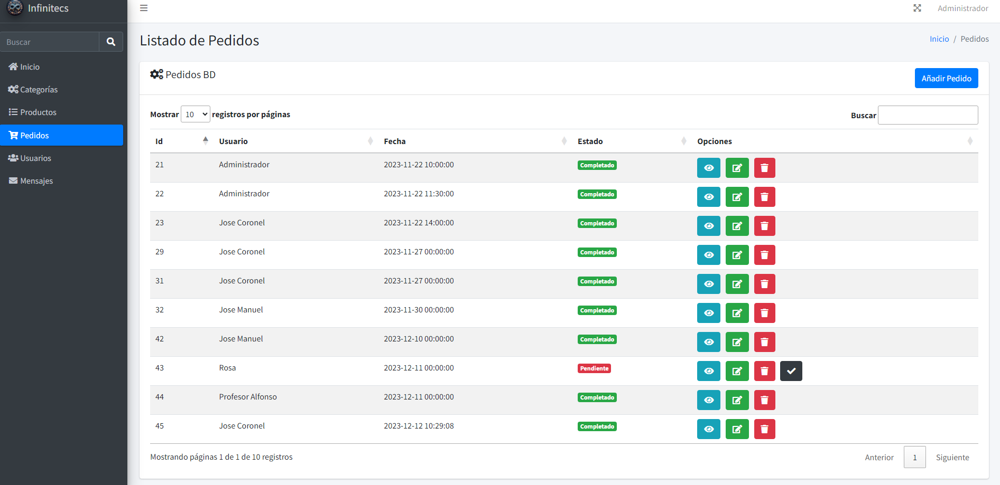 Infinitecs
Administrador
Buscar
Inicio
Categorías
Productos
Pedidos
Usuarios
Mensajes
Listado de Pedidos
Inicio / Pedidos
Pedidos BD
Añadir Pedido
Mostrar 10 registros por páginas
Buscar
Id Usuario Fecha Estado Opciones
21 Administrador 2023-11-22 10:00:00 Completado
22 Administrador 2023-11-22 11:30:00 Completado
23 Jose Coronel 2023-11-22 14:00:00 Completado
29 Jose Coronel 2023-11-27 00:00:00 Completado
31 Jose Coronel 2023-11-27 00:00:00 Completado
32 Jose Manuel 2023-11-30 00:00:00 Completado
42 Jose Manuel 2023-12-10 00:00:00 Completado
43 Rosa 2023-12-11 00:00:00 Pendiente
44 Profesor Alfonso 2023-12-11 00:00:00 Completado
45 Jose Coronel 2023-12-12 10:29:08 Completado
Mostrando páginas 1 de 1 de 10 registros
Anterior 1 Siguiente